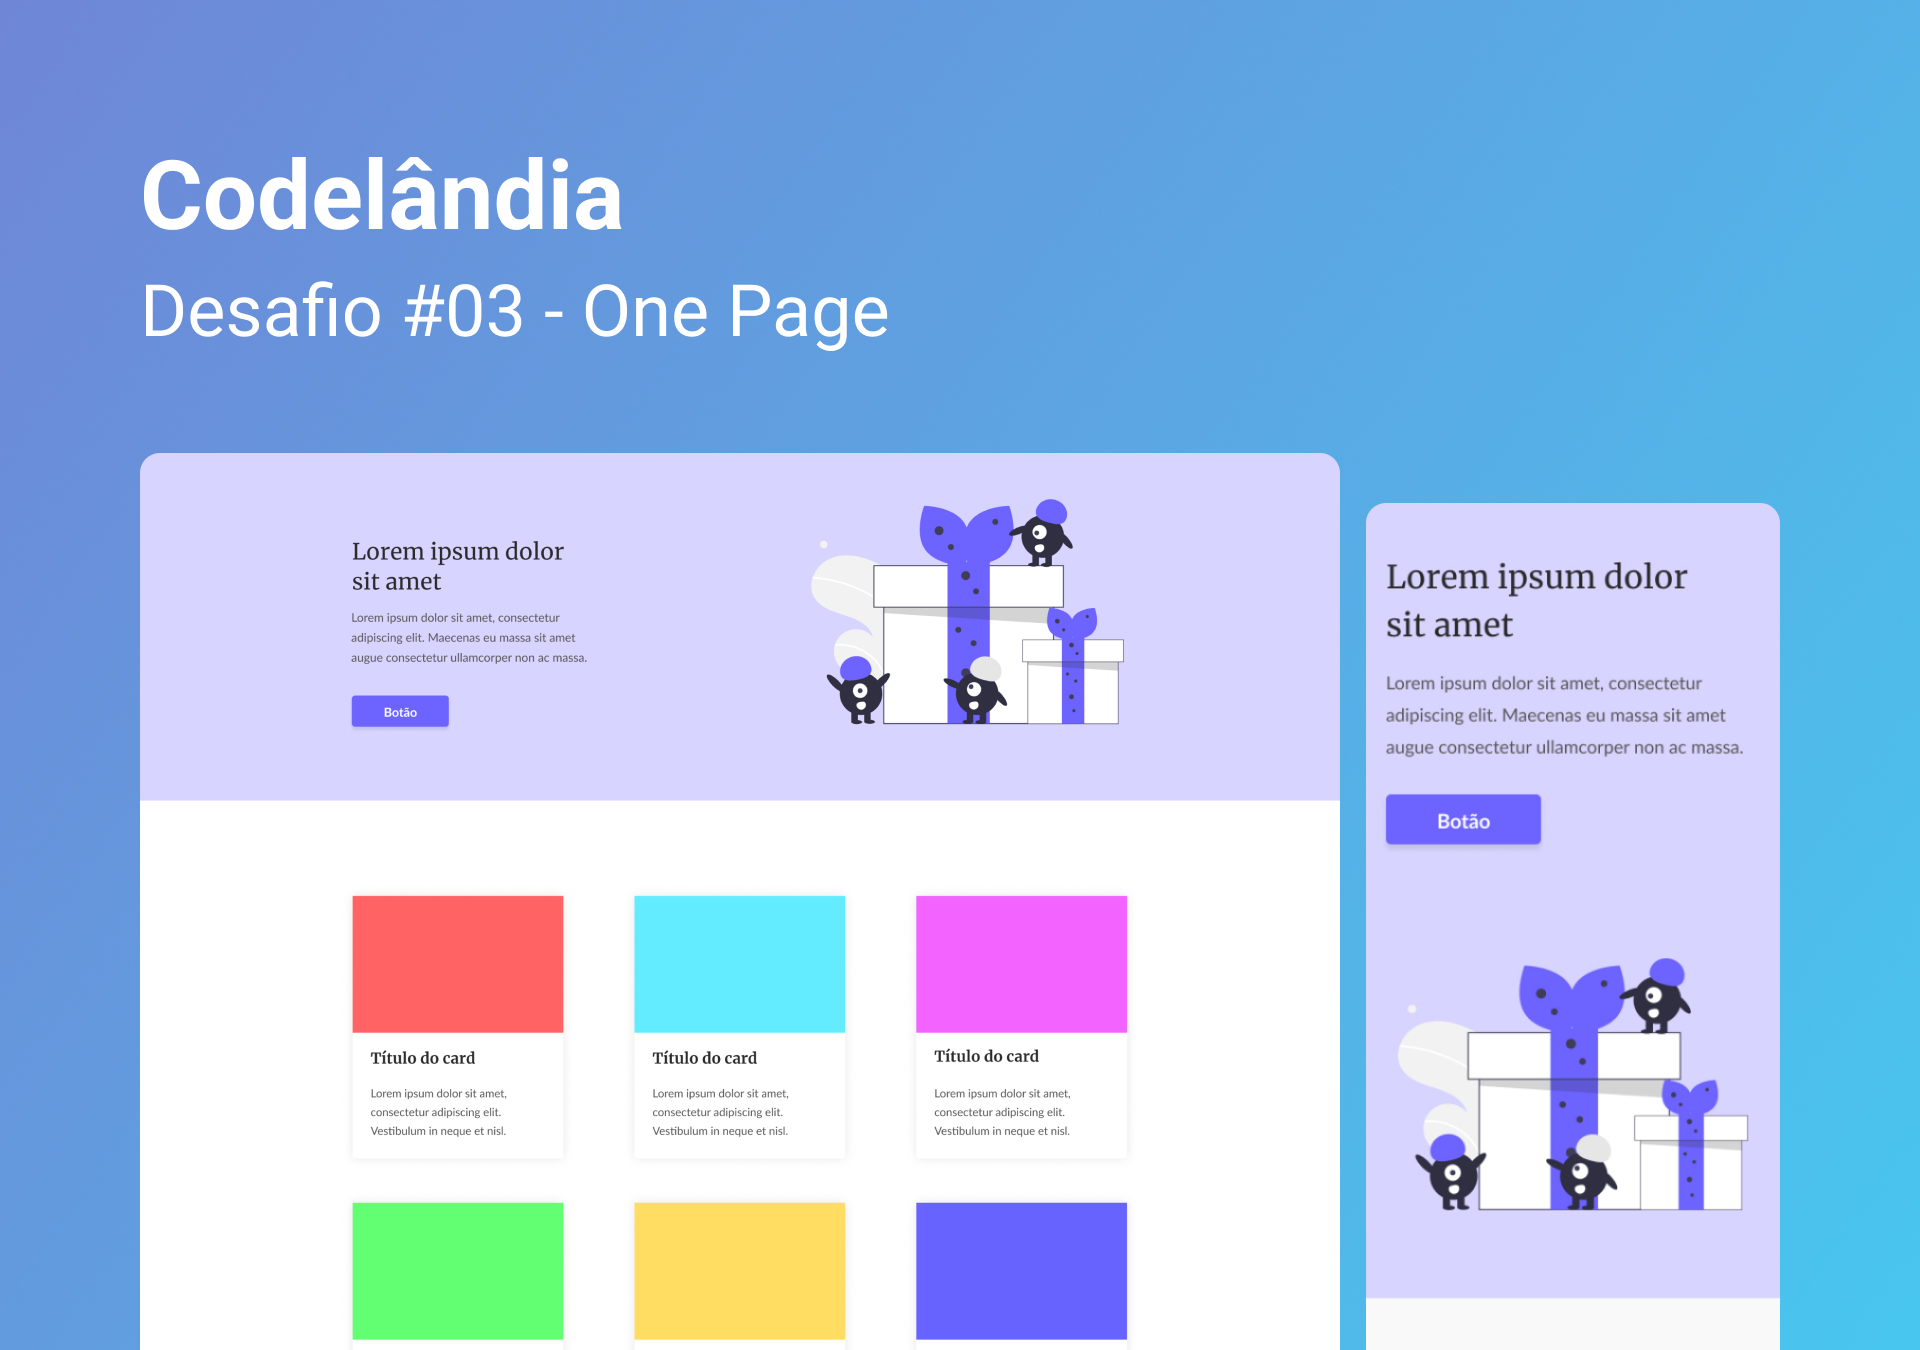 Codelândia
Desafio #03 - One Page
Lorem ipsum dolor
sit amet
Lorem ipsum dolor sit amet, consectetur
adipiscing elit. Maecenas eu massa sit amet
augue consectetur ullamcorper non ac massa.
Botão
Título do card
Lorem ipsum dolor sit amet,
consectetur adipiscing elit.
Vestibulum in neque et nisl.
Título do card
Lorem ipsum dolor sit amet,
consectetur adipiscing elit.
Vestibulum in neque et nisl.
Título do card
Lorem ipsum dolor sit amet,
consectetur adipiscing elit.
Vestibulum in neque et nisl.
Lorem ipsum dolor
sit amet
Lorem ipsum dolor sit amet, consectetur
adipiscing elit. Maecenas eu massa sit amet
augue consectetur ullamcorper non ac massa.
Botão